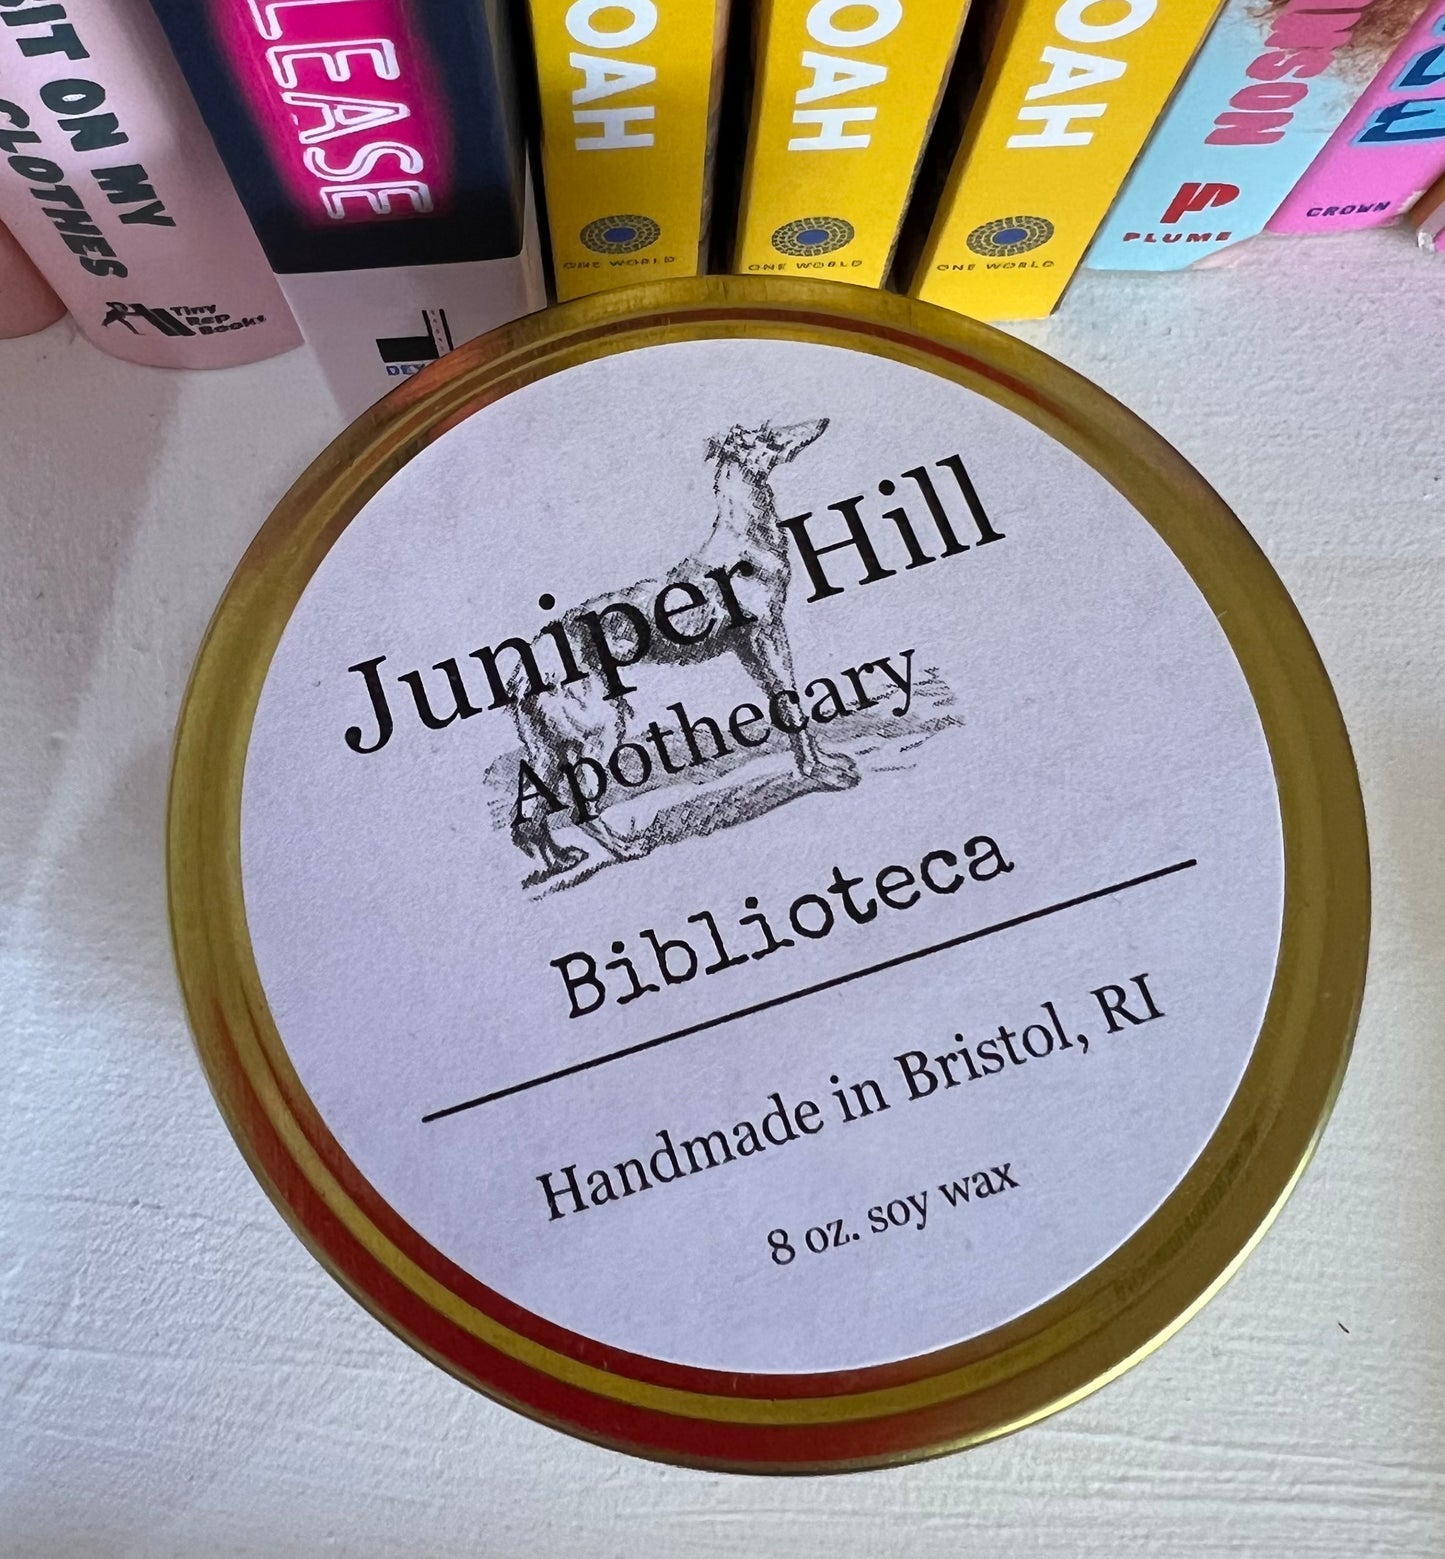 SIT ON MY
CLOTHES
Tiny
Rep
Books
LEASE
OAH
ONE WORLD
OAH
ONE WORLD
OAH
ONE WORLD
PLUME
CROWN
Juniper Hill
Apothecary
Biblioteca
Handmade in Bristol, RI
8 oz. soy wax